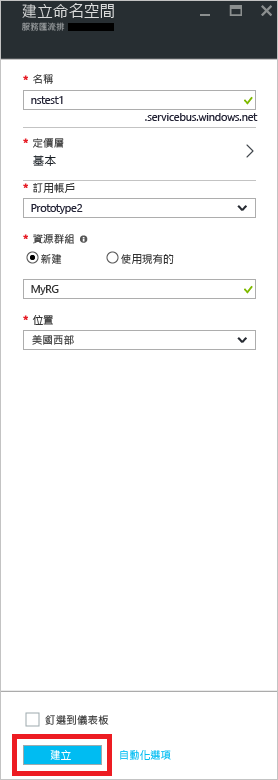 建立命名空間
服務匯流排
* 名稱
nstest1
.servicebus.windows.net
* 定價層
基本
* 訂用帳戶
Prototype2
* 資源群組
新建 使用現有的
MyRG
* 位置
美國西部
釘選到儀表板
建立 自動化選項